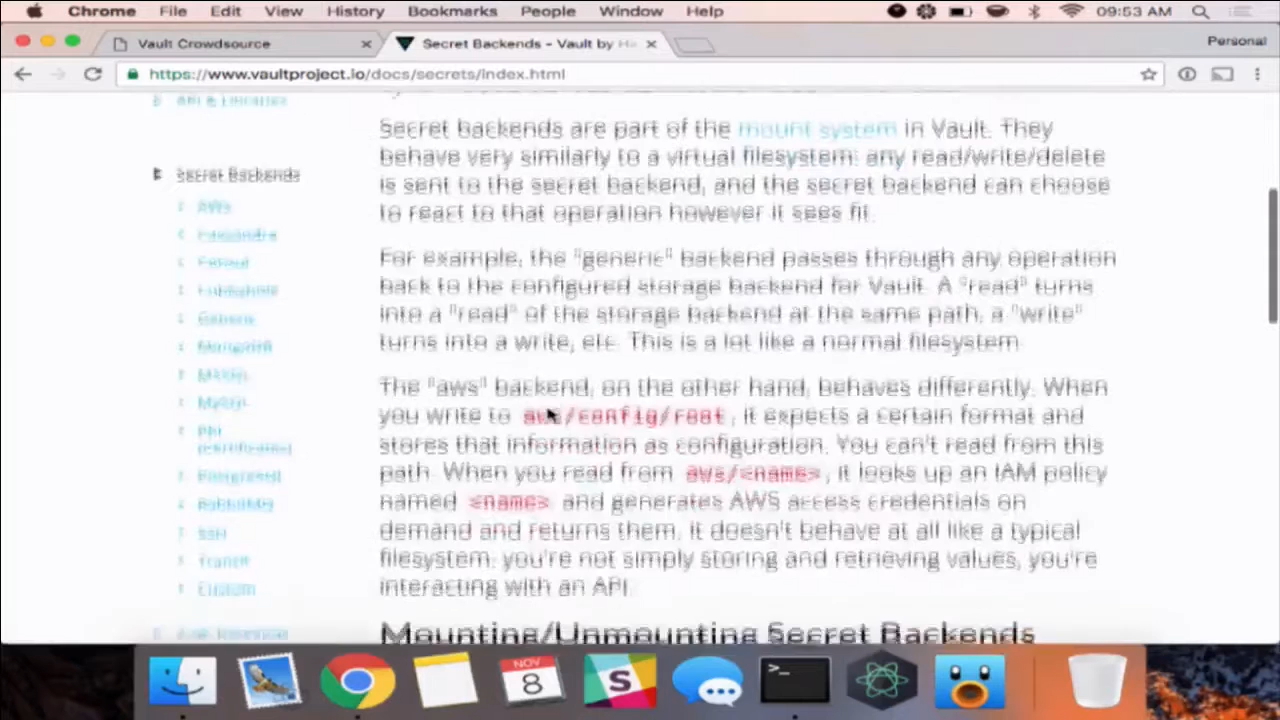 Chrome File Edit View History Bookmarks People Window Help 09:53 AM
Vault Crowdsource Secret Backends - Vault by Ha Personal
https://www.vaultproject.io/docs/secrets/index.html
API & Libraries
Secret backends are part of the mount system in Vault. They
behave very similarly to a virtual filesystem: any read/write/delete
is sent to the secret backend, and the secret backend can choose
to react to that operation however it sees fit.
For example, the "generic" backend passes through any operation
back to the configured storage backend for Vault. A "read" turns
into a "read" of the storage backend at the same path, a "write"
turns into a write, etc. This is a lot like a normal filesystem.
The "aws" backend, on the other hand, behaves differently. When
you write to aws/config/root, it expects a certain format and
stores that information as configuration. You can't read from this
path. When you read from aws/<name>, it looks up an IAM policy
named <name> and generates AWS access credentials on
demand and returns them. It doesn't behave at all like a typical
filesystem: you're not simply storing and retrieving values, you're
interacting with an API.
Mounting/Unmounting Secret Backends
Secret Backends
AWS
Cassandra
Consul
Cubbyhole
Generic
MongoDB
MSSQL
MySQL
PKI
(Certificates)
PostgreSQL
RabbitMQ
SSH
Transit
Custom
NOV
8
S
>_